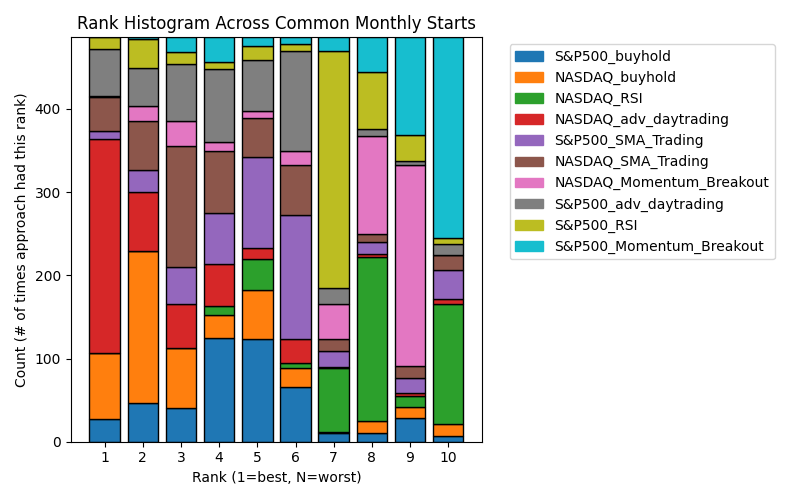 Rank Histogram Across Common Monthly Starts
Count (# of times approach had this rank)
400
300
200
100
0
1 2 3 4 5 6 7 8 9 10
Rank (1=best, N=worst)
S&P500_buyhold
NASDAQ_buyhold
NASDAQ_RSI
NASDAQ_adv_daytrading
S&P500_SMA_Trading
NASDAQ_SMA_Trading
NASDAQ_Momentum_Breakout
S&P500_adv_daytrading
S&P500_RSI
S&P500_Momentum_Breakout